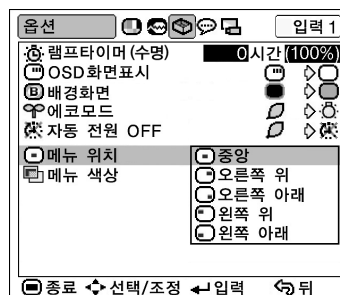 옵션 입력 1
램프타이머 (수명) 0 시간 (100%)
OSD 화면표시
B 배경화면
에코모드
자동 전원 OFF
메뉴 위치 중앙
메뉴 색상 오른쪽 위
오른쪽 아래
왼쪽 위
왼쪽 아래
종료 선택/조정 입력 뒤